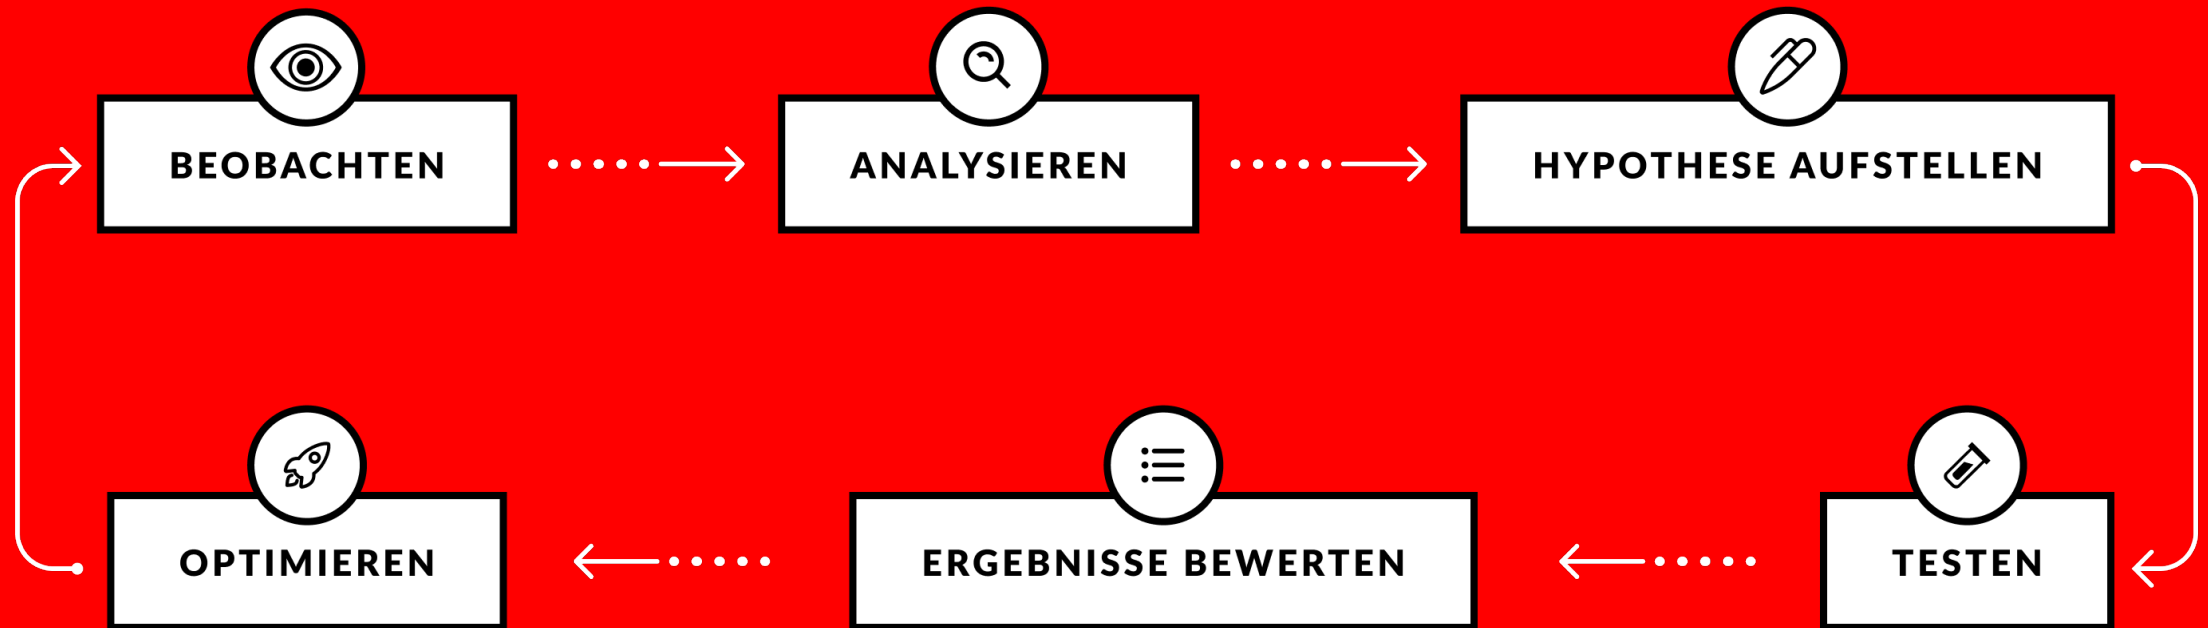 BEOBACHTEN
ANALYSIEREN
HYPOTHESE AUFSTELLEN
OPTIMIEREN
ERGEBNISSE BEWERTEN
TESTEN